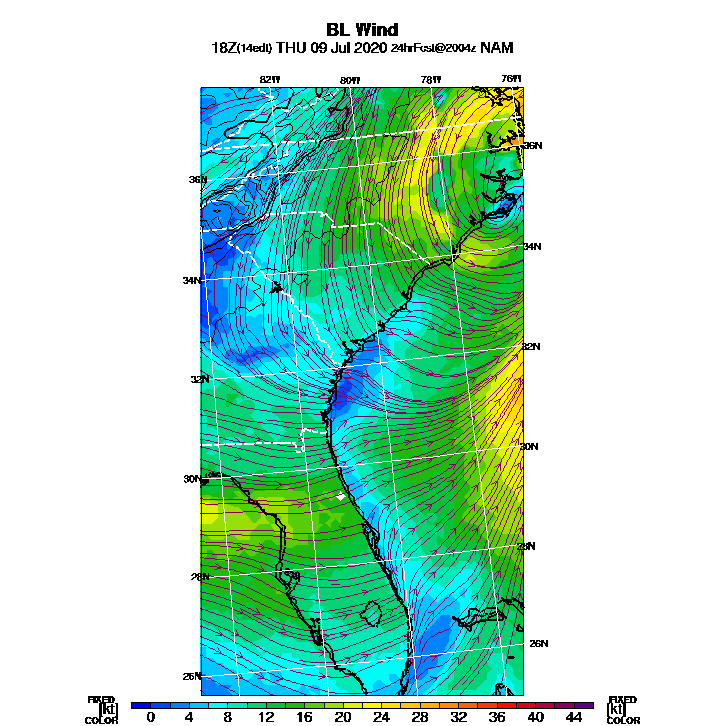 BL Wind
18Z(14edt) THU 09 Jul 2020 24hrFcst@2004z NAM
82W 80W 78W 76W
36N
36N
34N
34N
32N
32N
30N
30N
28N
28N
26N
26N
FIXED FIXED
[kt] 0 4 8 12 16 20 24 28 32 36 40 44 [kt]
COLOR COLOR